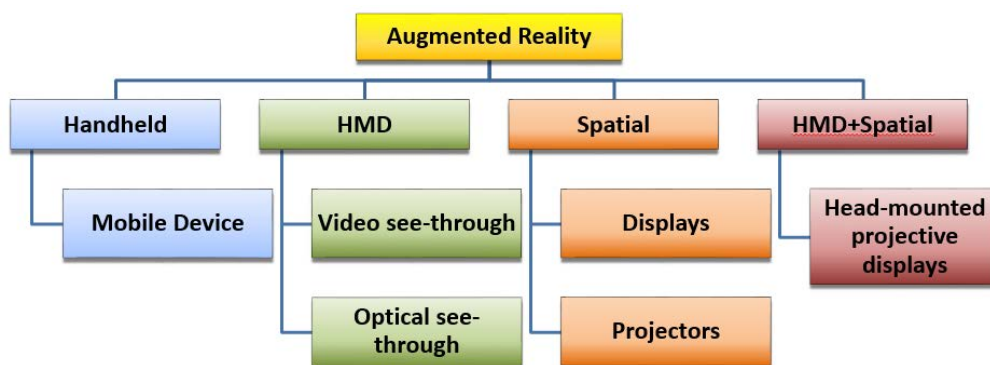 Augmented Reality
Handheld
HMD
Spatial
HMD+Spatial
Mobile Device
Video see-through
Displays
Head-mounted
projective
displays
Optical see-
through
Projectors